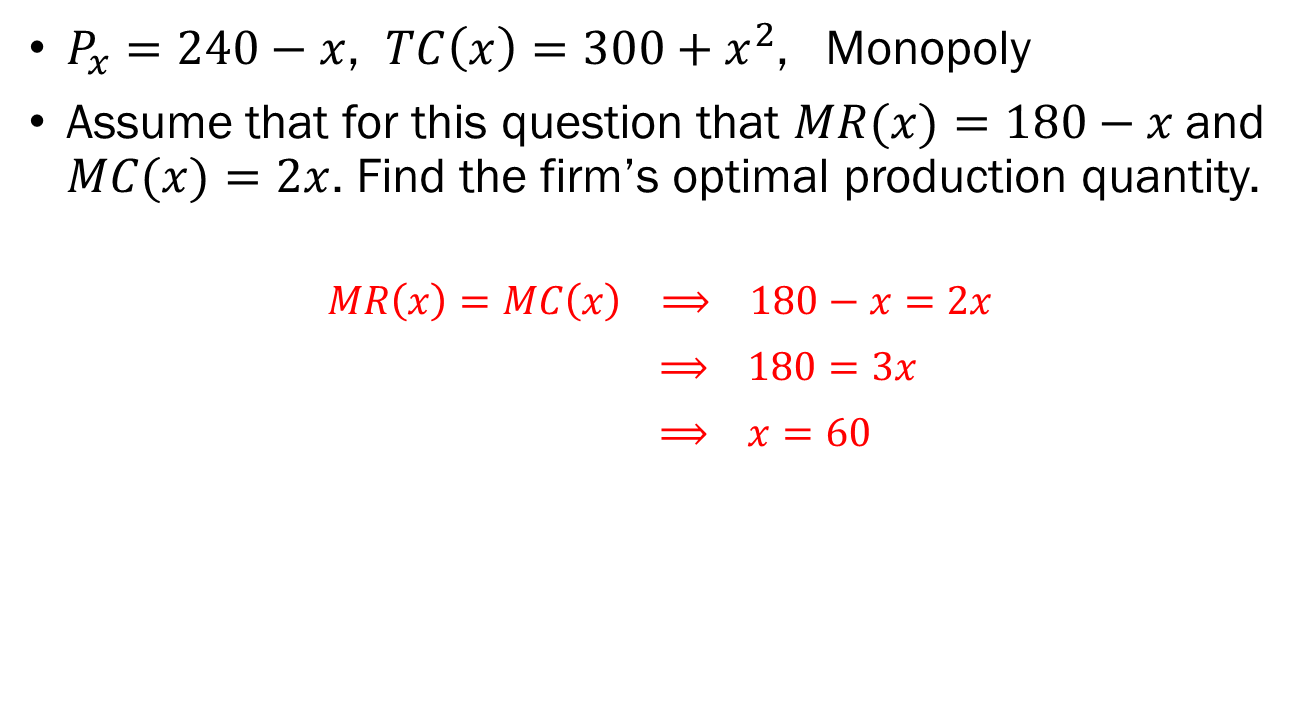 • Pₓ = 240 − x, TC(x) = 300 + x², Monopoly
• Assume that for this question that MR(x) = 180 − x and
MC(x) = 2x. Find the firm’s optimal production quantity.
MR(x) = MC(x) ⟹ 180 − x = 2x
⟹ 180 = 3x
⟹ x = 60